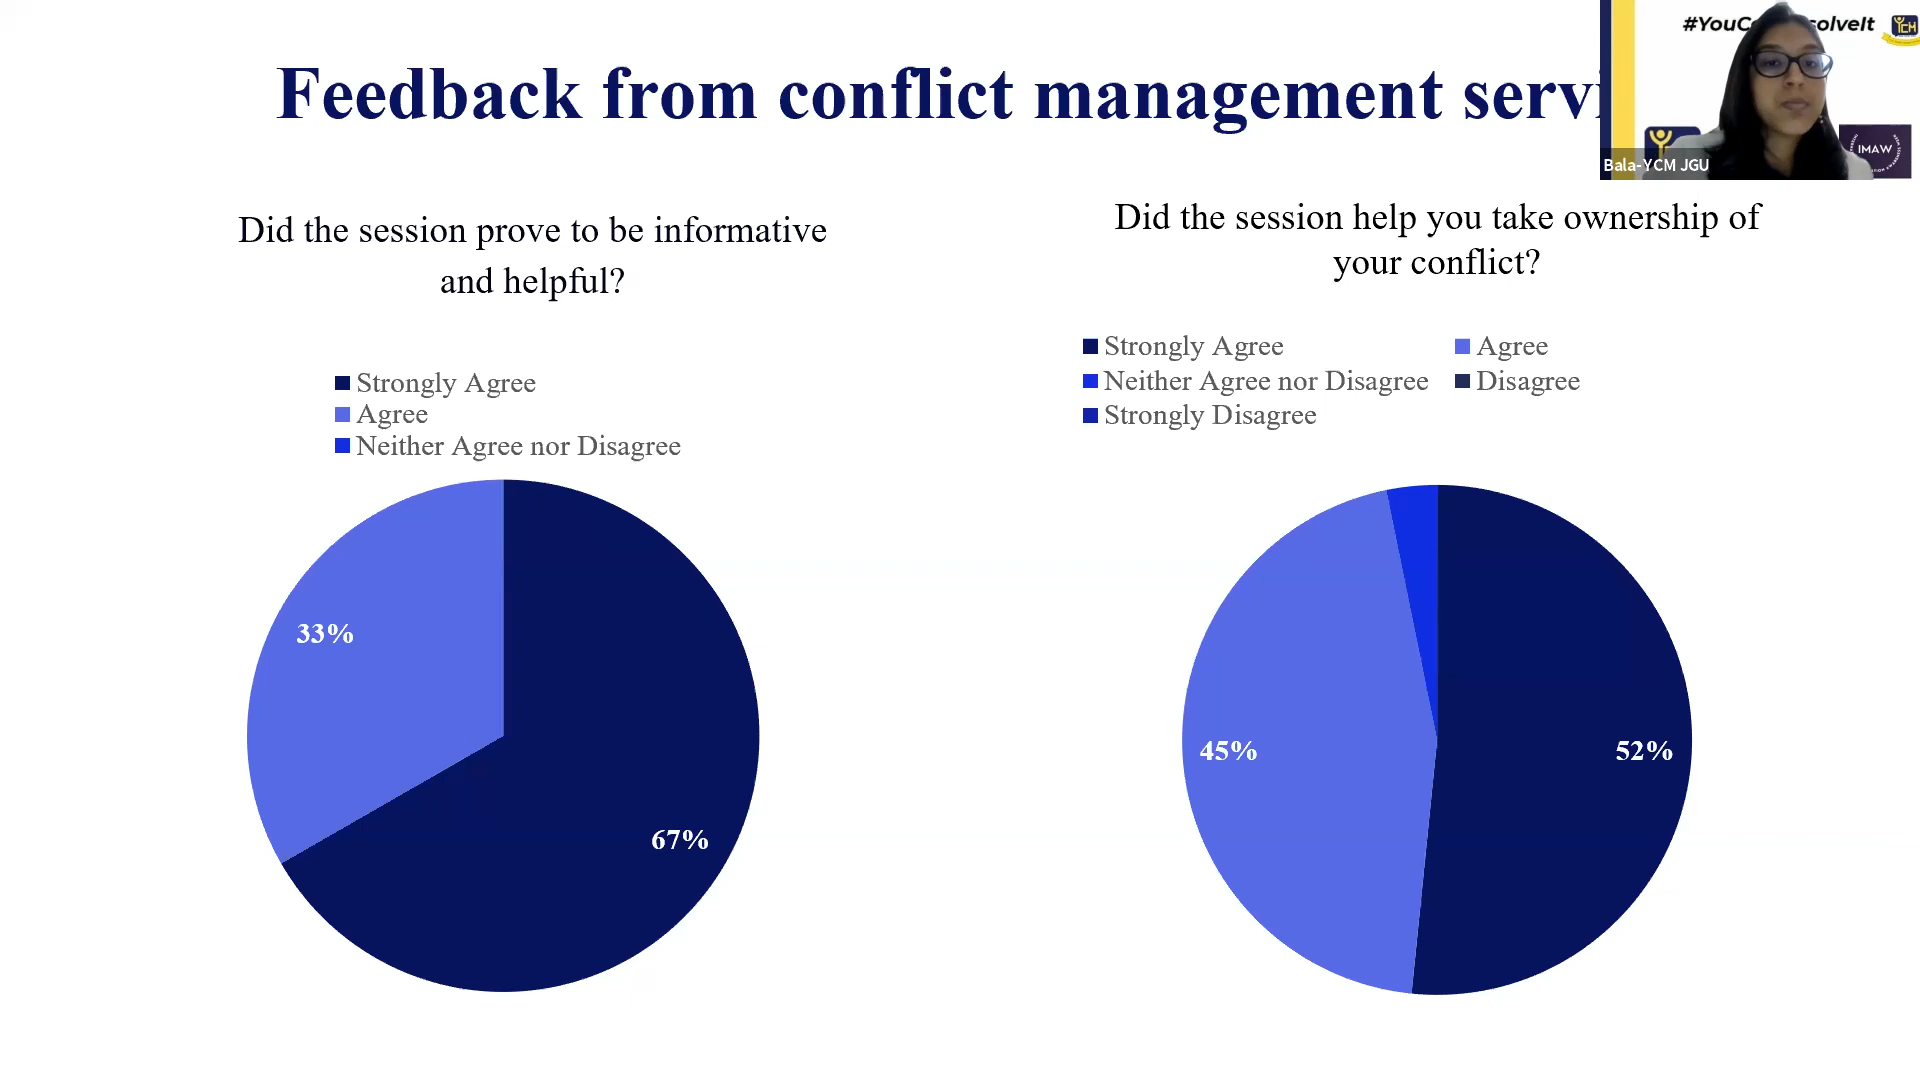 Feedback from conflict management servi
#YouC solveIt
YCM
IMAW
Bala-YCM JGU
Did the session prove to be informative
and helpful?
Strongly Agree
Agree
Neither Agree nor Disagree
33%
67%
Did the session help you take ownership of
your conflict?
Strongly Agree
Agree
Neither Agree nor Disagree
Disagree
Strongly Disagree
45%
52%